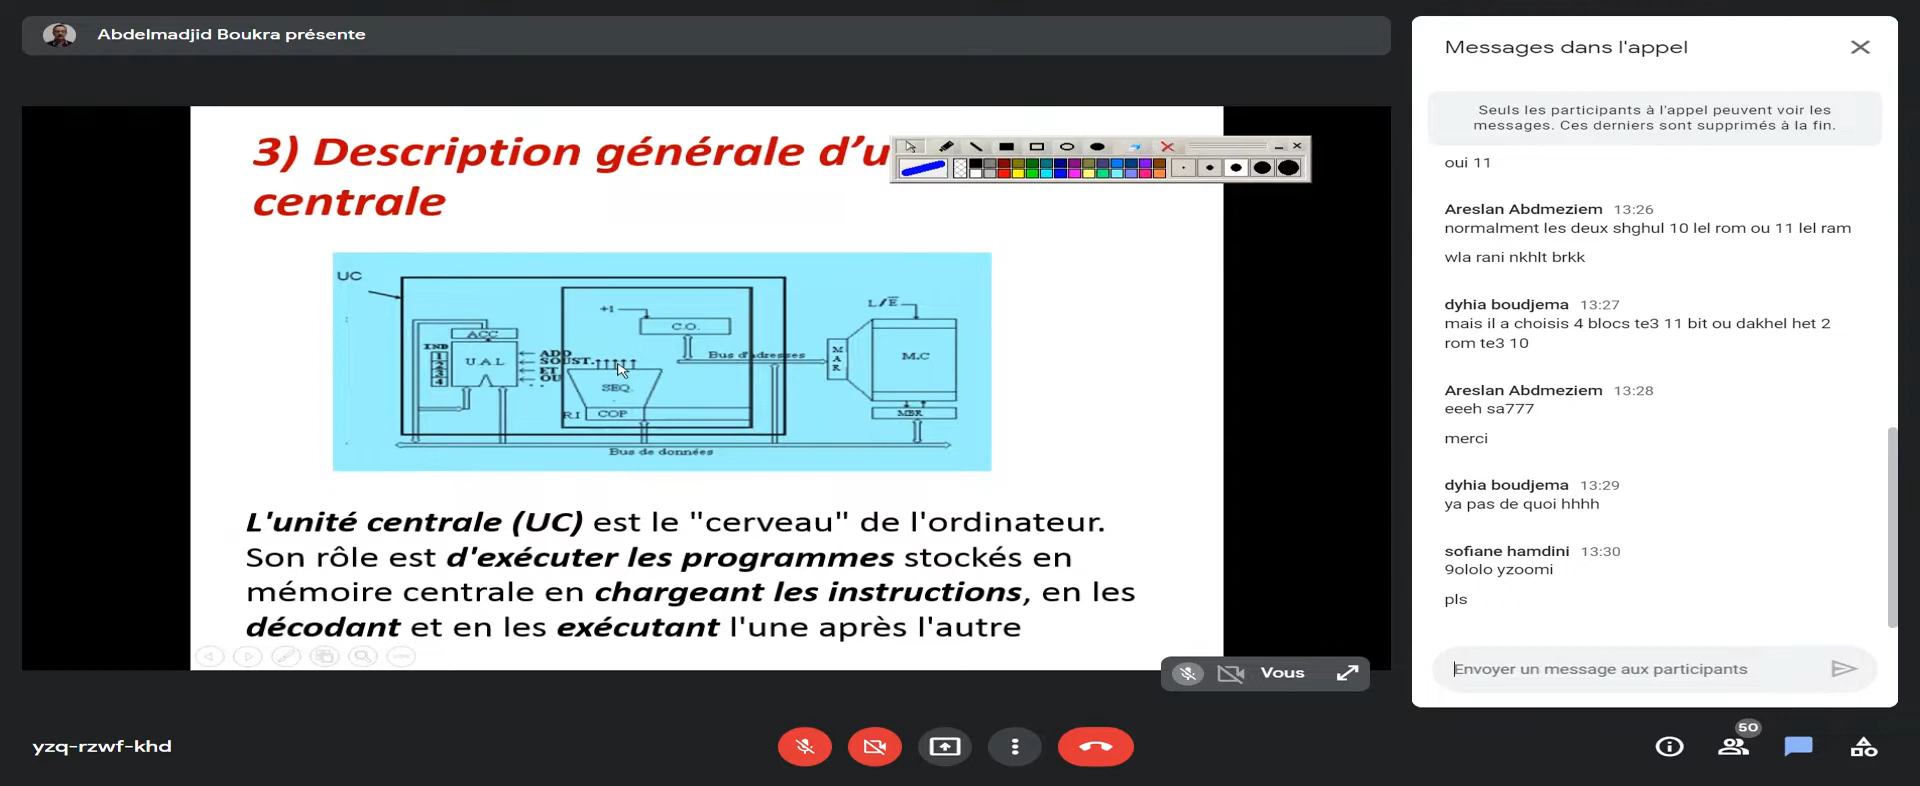 Abdelmadjid Boukra présente
3) Description générale d'u
centrale
UC
+1
C.O.
L/E̅
ACC
IND
1
2
3
4
U.A.L
ADD
SOUST.
ET
OU
Bus d'adresses
MAR
M.C
SEQ.
R.I
COP
MBR
Bus de données
L'unité centrale (UC) est le "cerveau" de l'ordinateur.
Son rôle est d'exécuter les programmes stockés en
mémoire centrale en chargeant les instructions, en les
décodant et en les exécutant l'une après l'autre
Vous
yzq-rzwf-khd
Messages dans l'appel
Seuls les participants à l'appel peuvent voir les
messages. Ces derniers sont supprimés à la fin.
oui 11
Areslan Abdmeziem 13:26
normalment les deux shghul 10 lel rom ou 11 lel ram
wla rani nkhlt brkk
dyhia boudjema 13:27
mais il a choisis 4 blocs te3 11 bit ou dakhel het 2
rom te3 10
Areslan Abdmeziem 13:28
eeeh sa777
merci
dyhia boudjema 13:29
ya pas de quoi hhhh
sofiane hamdini 13:30
9ololo yzoomi
pls
Envoyer un message aux participants
50